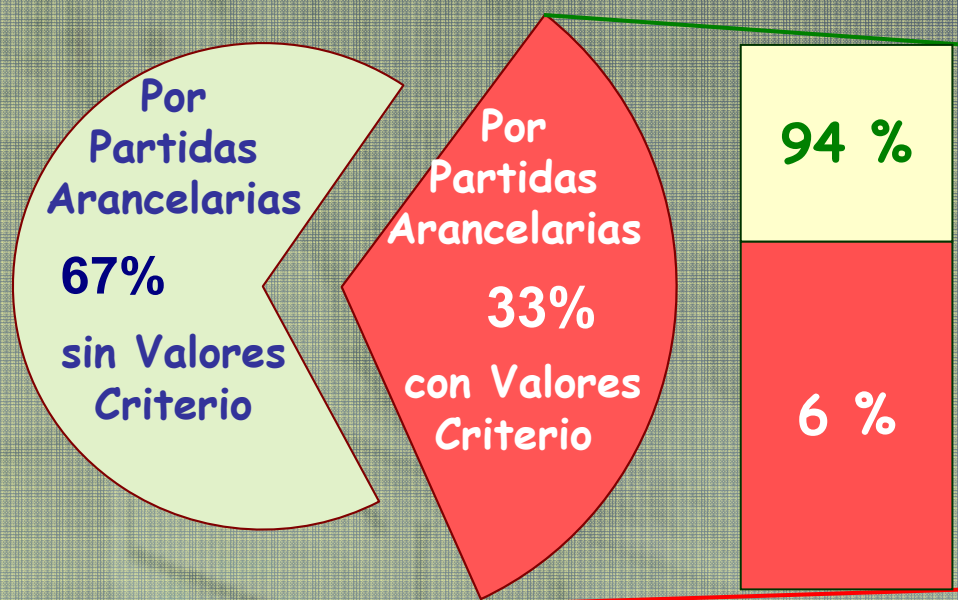 Por
Partidas
Arancelarias
67%
sin Valores
Criterio
Por
Partidas
Arancelarias
33%
con Valores
Criterio
94 %
6 %